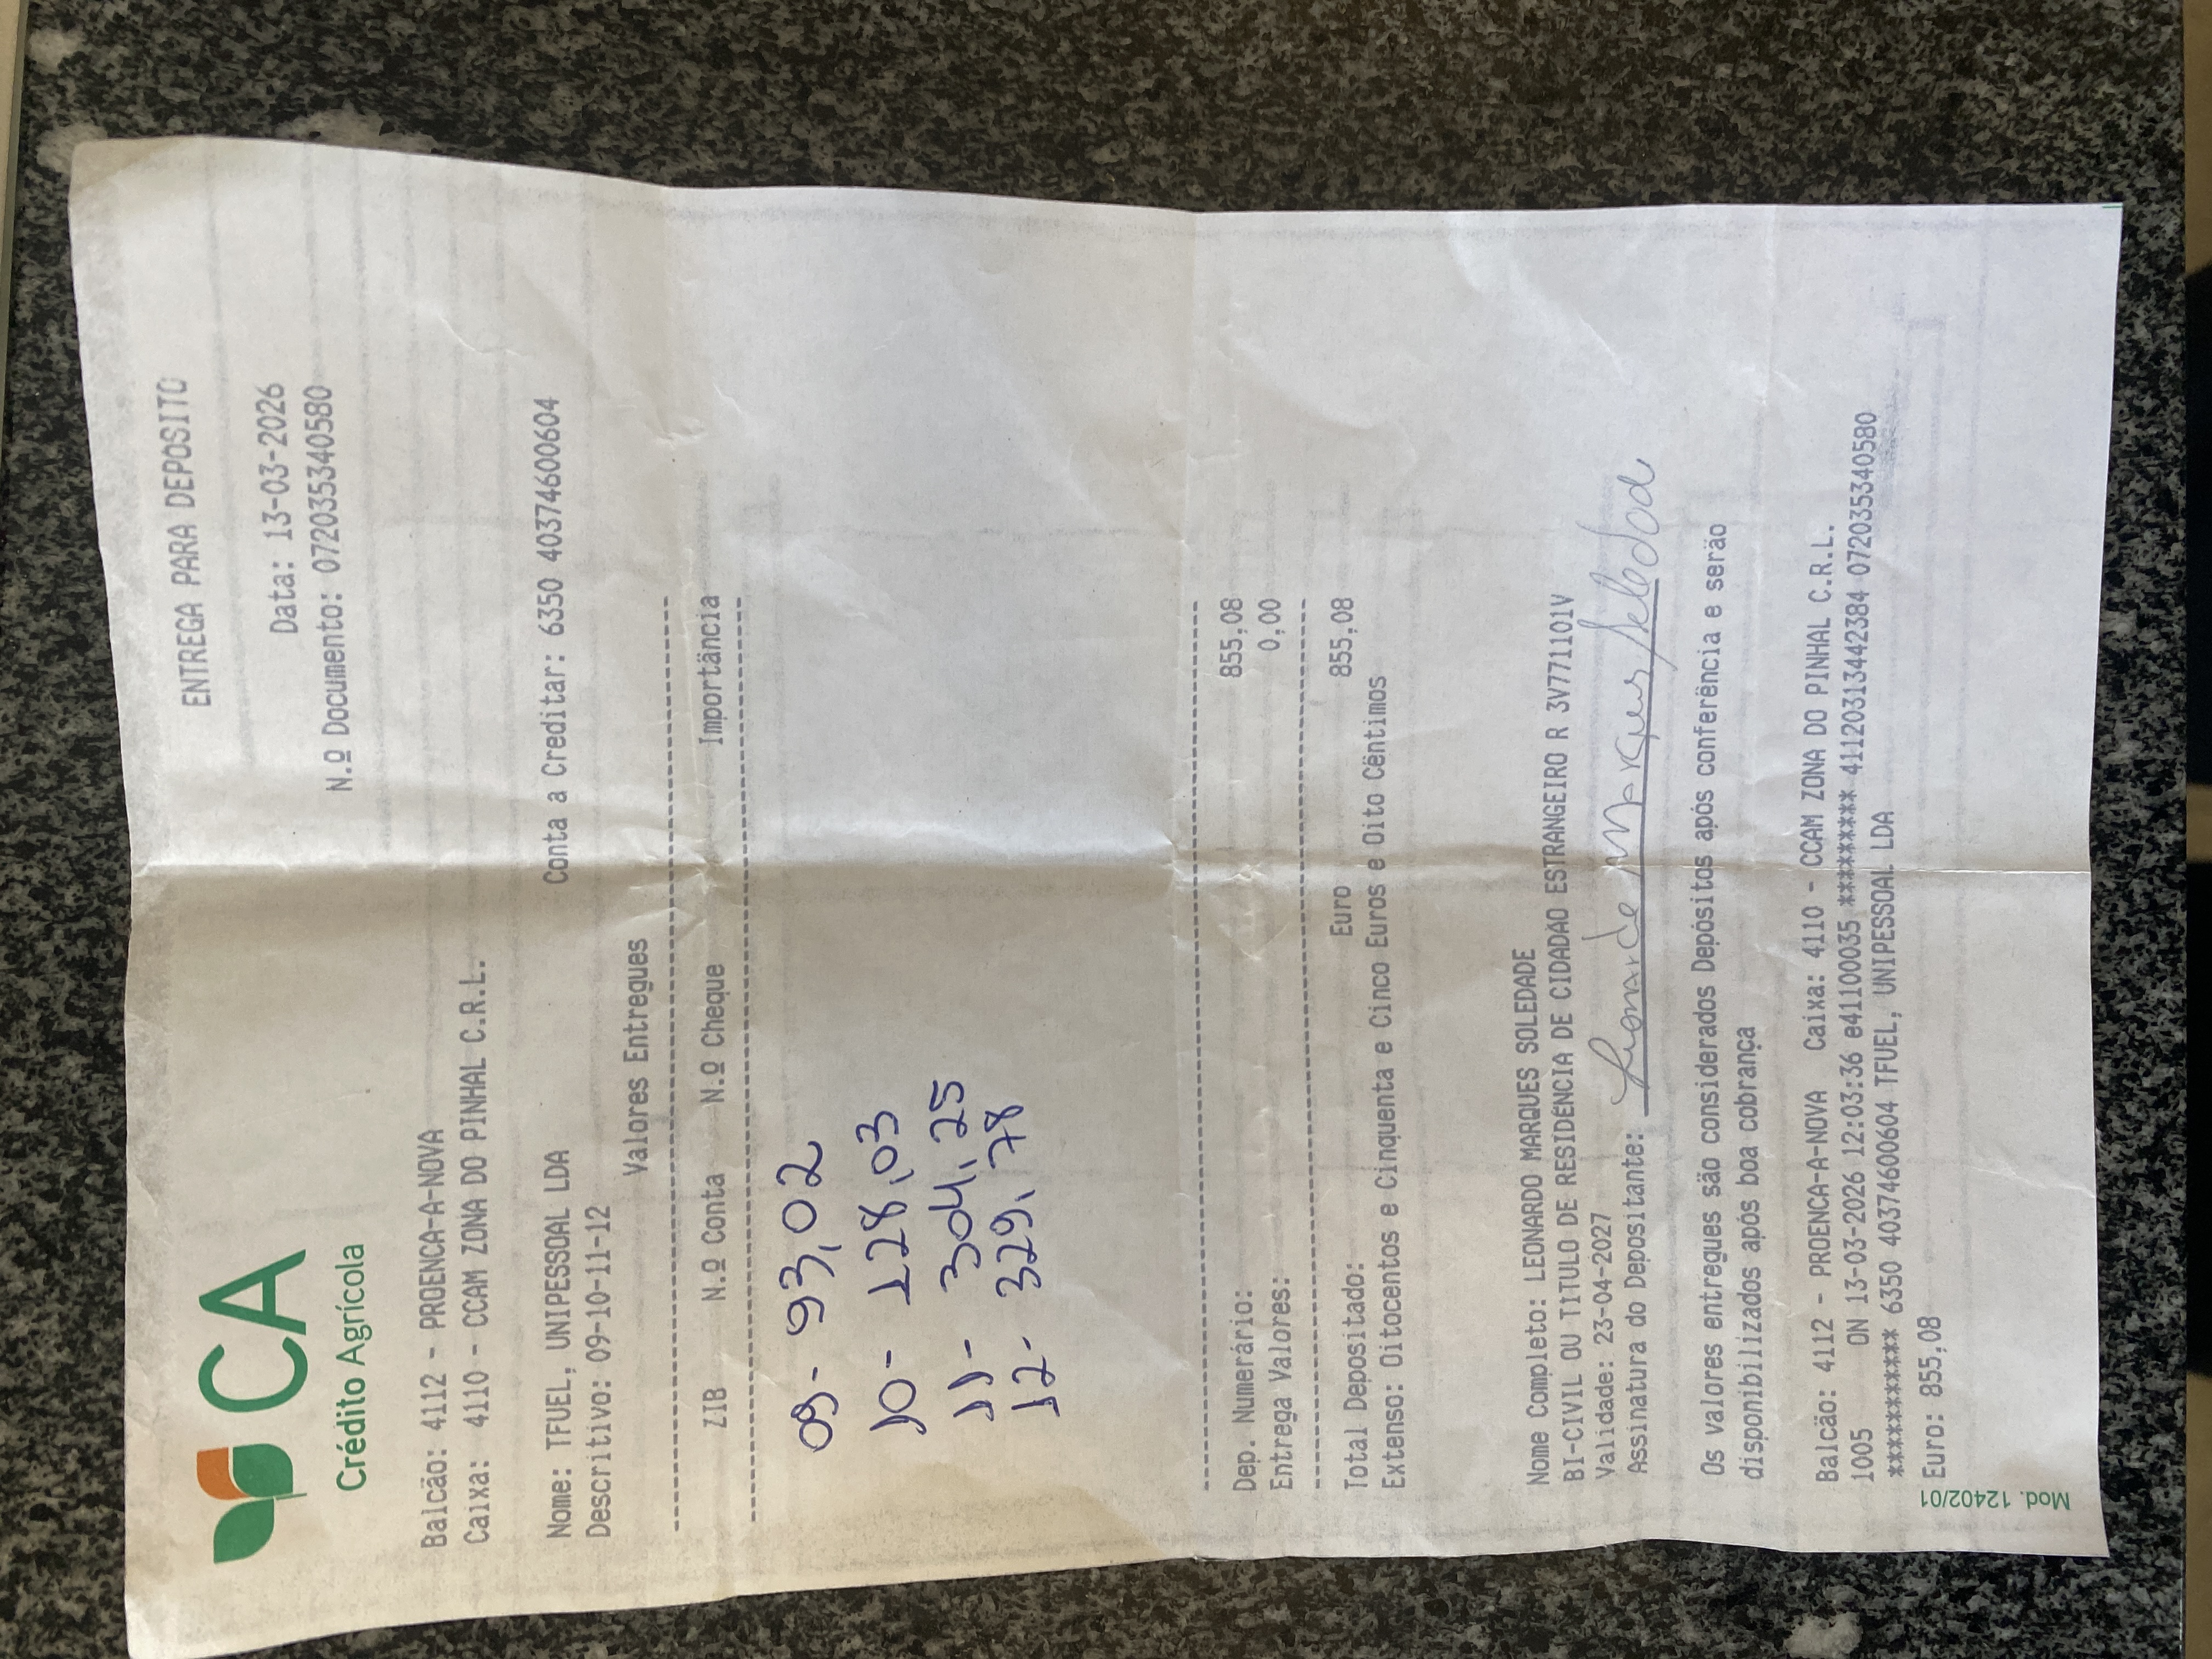 CA
Crédito Agrícola
ENTREGA PARA DEPOSITO
Data: 13-03-2026
N.º Documento: 072035340580
Balcão: 4112 - PROENCA-A-NOVA
Caixa: 4110 - CCAM ZONA DO PINHAL C.R.L.
Conta a Creditar: 6350 40374600604
Nome: TFUEL, UNIPESSOAL LDA
Descritivo: 09-10-11-12
Valores Entregues
ZIB N.º Conta N.º Cheque Importância
09- 93,02
10- 128,03
11- 304,25
12- 329,78
Dep. Numerário: 855,08
Entrega Valores: 0,00
Total Depositado: Euro 855,08
Extenso: Oitocentos e Cinquenta e Cinco Euros e Oito Cêntimos
Nome Completo: LEONARDO MARQUES SOLEDADE
BI-CIVIL OU TITULO DE RESIDÊNCIA DE CIDADAO ESTRANGEIRO R 3V771101V
Validade: 23-04-2027
Assinatura do Depositante:
Os valores entregues são considerados Depósitos após conferência e serão
disponibilizados após boa cobrança
Balcão: 4112 - PROENCA-A-NOVA Caixa: 4110 - CCAM ZONA DO PINHAL C.R.L.
1005 ON 13-03-2026 12:03:36 e41100035 ********* 411203134442384 072035340580
*********** 6350 40374600604 TFUEL, UNIPESSOAL LDA
Euro: 855,08
Mod. 12402/01